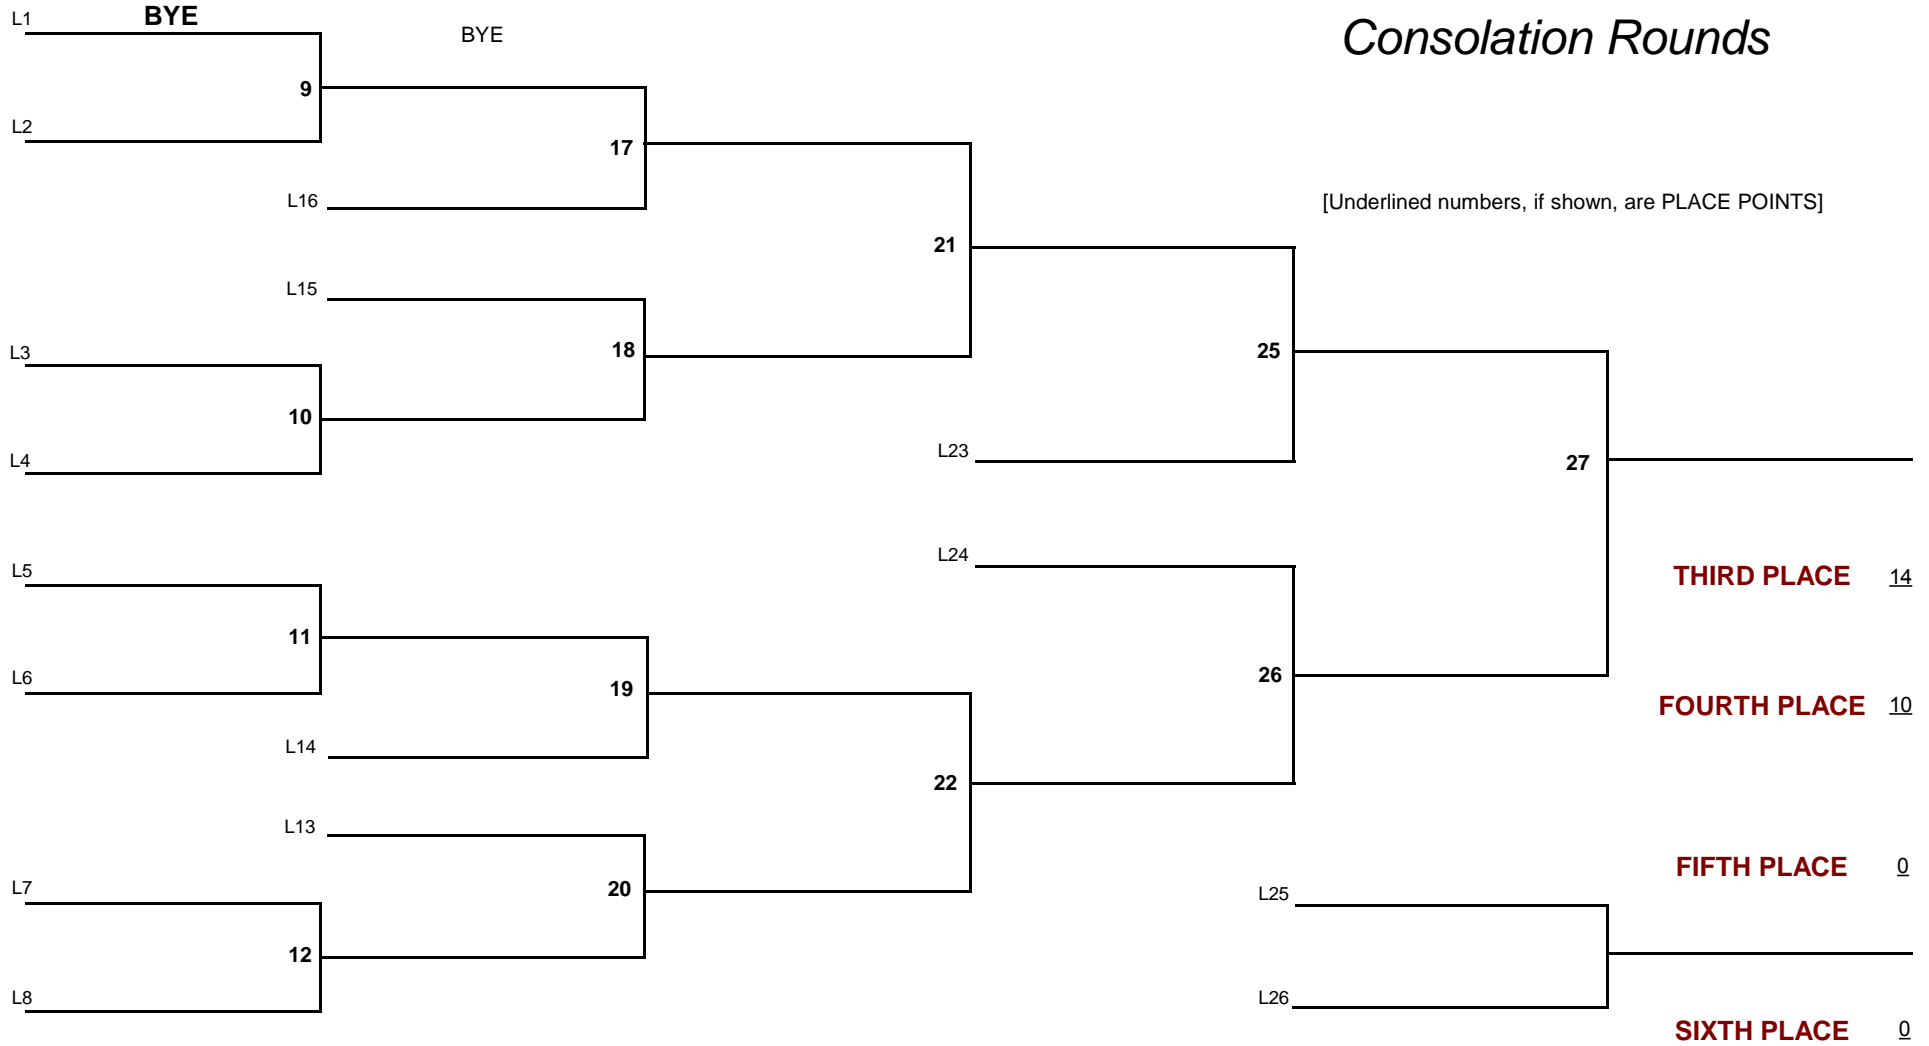 L1
BYE
BYE
Consolation Rounds
9
L2
17
L16
[Underlined numbers, if shown, are PLACE POINTS]
21
L15
L3
18
25
10
L4
L23
27
L24
L5
THIRD PLACE 14
11
L6
19
26
FOURTH PLACE 10
L14
22
L13
FIFTH PLACE 0
L7
20
L25
12
L8
L26
SIXTH PLACE 0